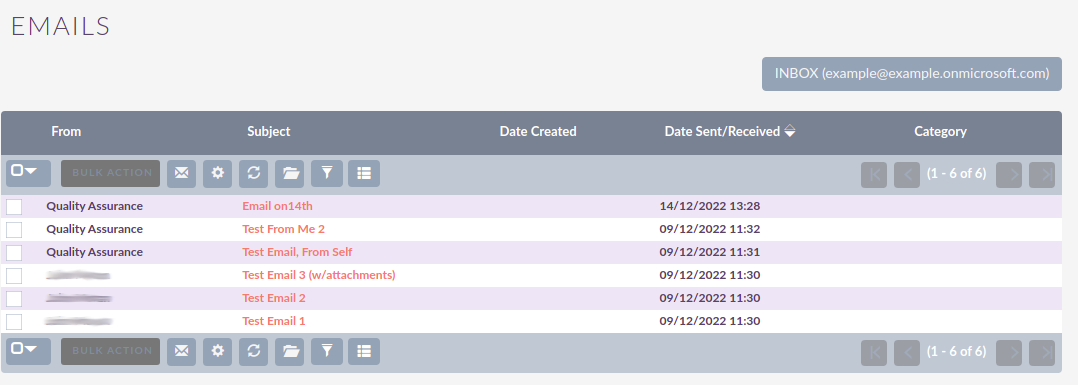 EMAILS
INBOX (example@example.onmicrosoft.com)
From Subject Date Created Date Sent/Received Category
BULK ACTION (1 - 6 of 6)
Quality Assurance Email on14th 14/12/2022 13:28
Quality Assurance Test From Me 2 09/12/2022 11:32
Quality Assurance Test Email, From Self 09/12/2022 11:31
Test Email 3 (w/attachments) 09/12/2022 11:30
Test Email 2 09/12/2022 11:30
Test Email 1 09/12/2022 11:30
BULK ACTION (1 - 6 of 6)